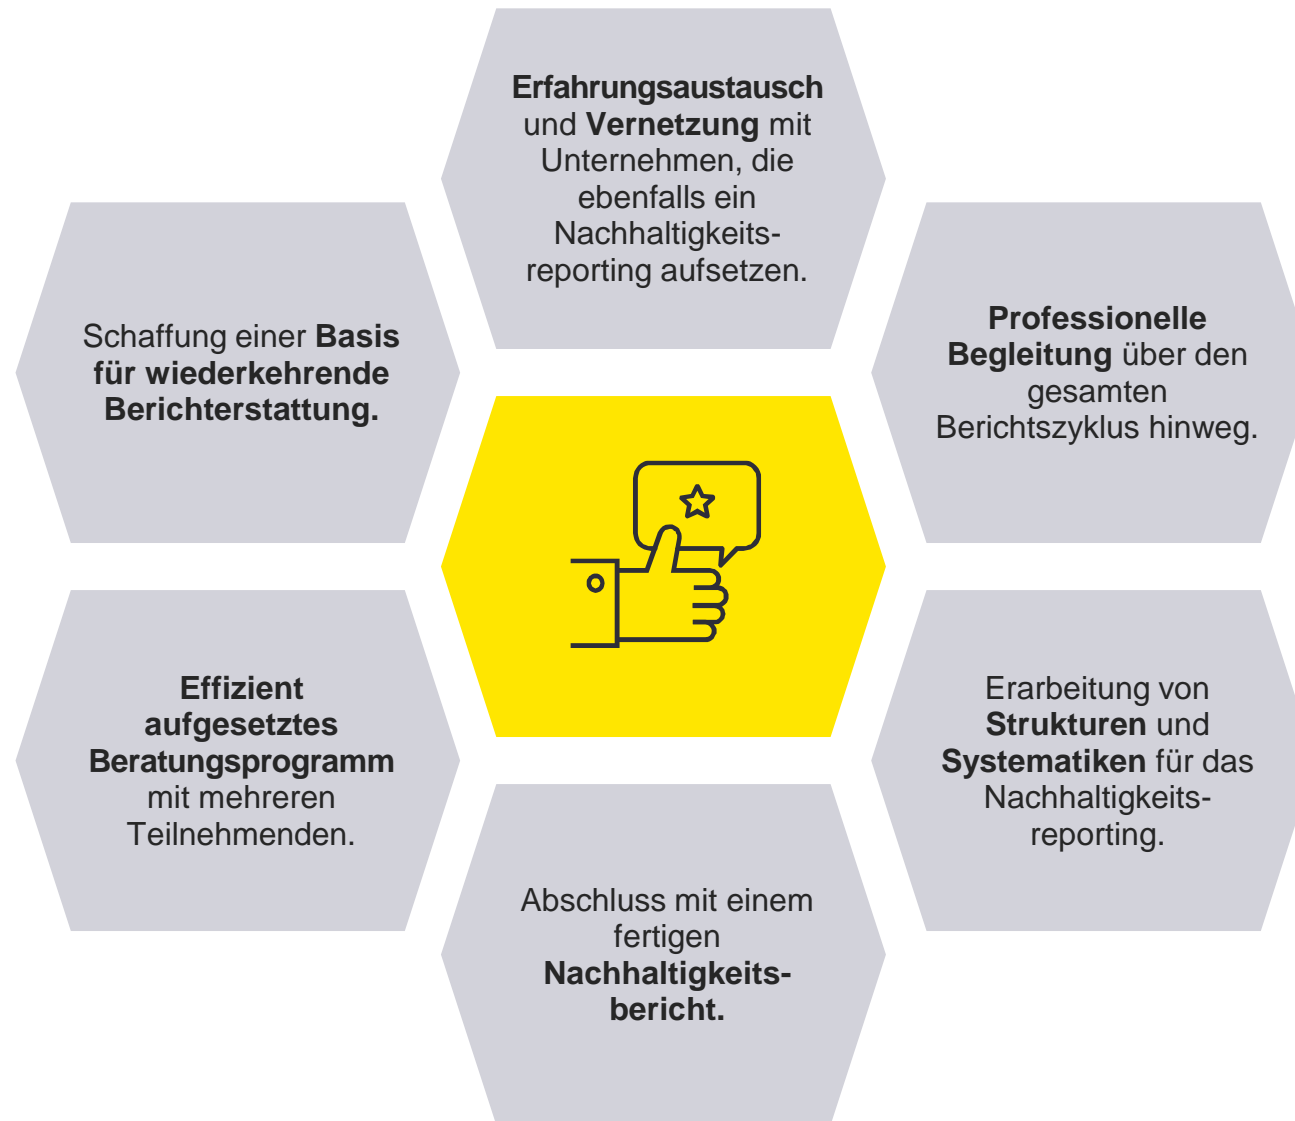 Erfahrungsaustausch
und Vernetzung mit
Unternehmen, die
ebenfalls ein
Nachhaltigkeits-
reporting aufsetzen.
Schaffung einer Basis
für wiederkehrende
Berichterstattung.
Professionelle
Begleitung über den
gesamten
Berichtszyklus hinweg.
Effizient
aufgesetztes
Beratungsprogramm
mit mehreren
Teilnehmenden.
Erarbeitung von
Strukturen und
Systematiken für das
Nachhaltigkeits-
reporting.
Abschluss mit einem
fertigen
Nachhaltigkeits-
bericht.